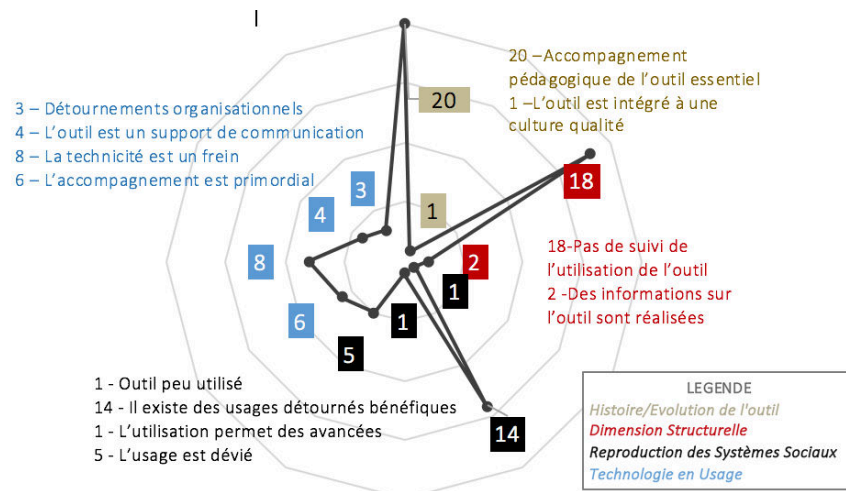 20 –Accompagnement
pédagogique de l'outil essentiel
1 –L'outil est intégré à une
culture qualité
3 – Détournements organisationnels
4 – L'outil est un support de communication
8 – La technicité est un frein
6 – L'accompagnement est primordial
20
18
3
1
4
8
2
1
6
1
5
14
18-Pas de suivi de
l'utilisation de l'outil
2 -Des informations sur
l'outil sont réalisées
1 - Outil peu utilisé
14 - Il existe des usages détournés bénéfiques
1 - L'utilisation permet des avancées
5 - L'usage est dévié
LEGENDE
Histoire/Evolution de l'outil
Dimension Structurelle
Reproduction des Systèmes Sociaux
Technologie en Usage